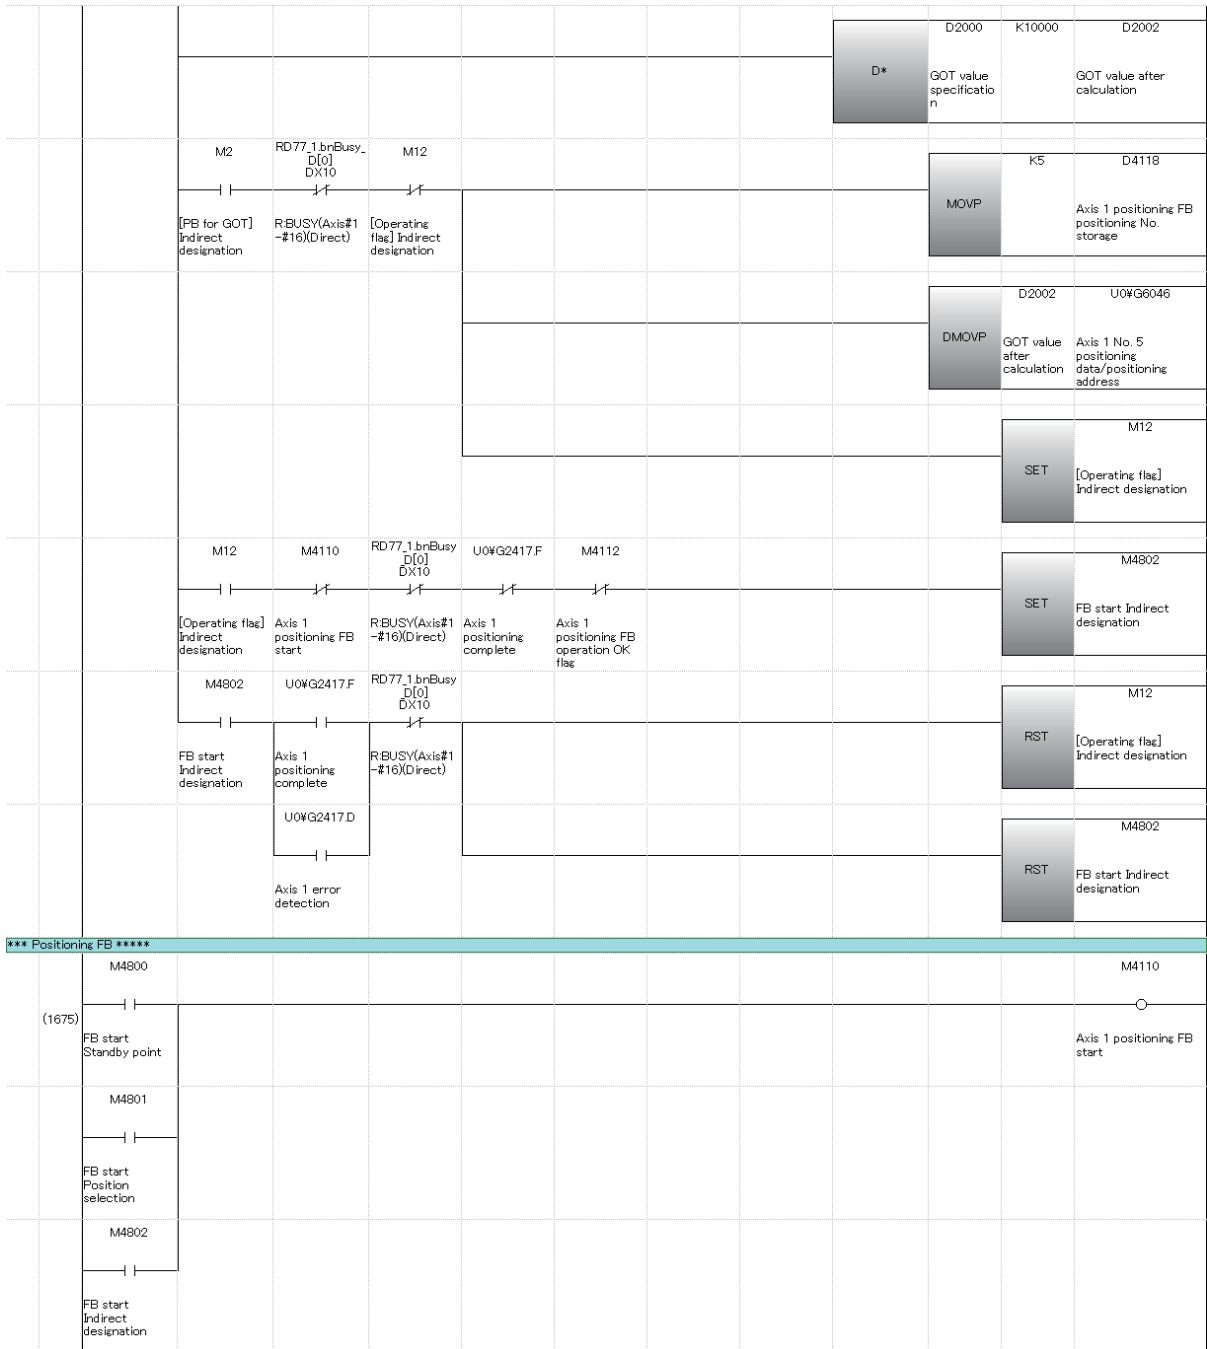 D2000 K10000 D2002
D*
GOT value
specificatio
n
GOT value after
calculation
M2
RD77_1.bnBusy_
D[0]
DX10
M12
K5 D4118
MOVP
[PB for GOT]
Indirect
designation
R:BUSY(Axis#1
-#16)(Direct)
[Operating
flag] Indirect
designation
Axis 1 positioning FB
positioning No.
storage
D2002 U0¥G6046
DMOVP
GOT value
after
calculation
Axis 1 No. 5
positioning
data/positioning
address
M12
SET
[Operating flag]
Indirect designation
M12
M4110
RD77_1.bnBusy
_D[0]
DX10
U0¥G2417.F
M4112
M4802
SET
[Operating flag]
Indirect
designation
Axis 1
positioning FB
start
R:BUSY(Axis#1
-#16)(Direct)
Axis 1
positioning
complete
Axis 1
positioning FB
operation OK
flag
FB start Indirect
designation
M4802
U0¥G2417.F
RD77_1.bnBusy
_D[0]
DX10
M12
RST
FB start
Indirect
designation
Axis 1
positioning
complete
R:BUSY(Axis#1
-#16)(Direct)
[Operating flag]
Indirect designation
U0¥G2417.D
M4802
RST
Axis 1 error
detection
FB start Indirect
designation
*** Positioning FB *****
M4800
M4110
(1675)
FB start
Standby point
Axis 1 positioning FB
start
M4801
FB start
Position
selection
M4802
FB start
Indirect
designation